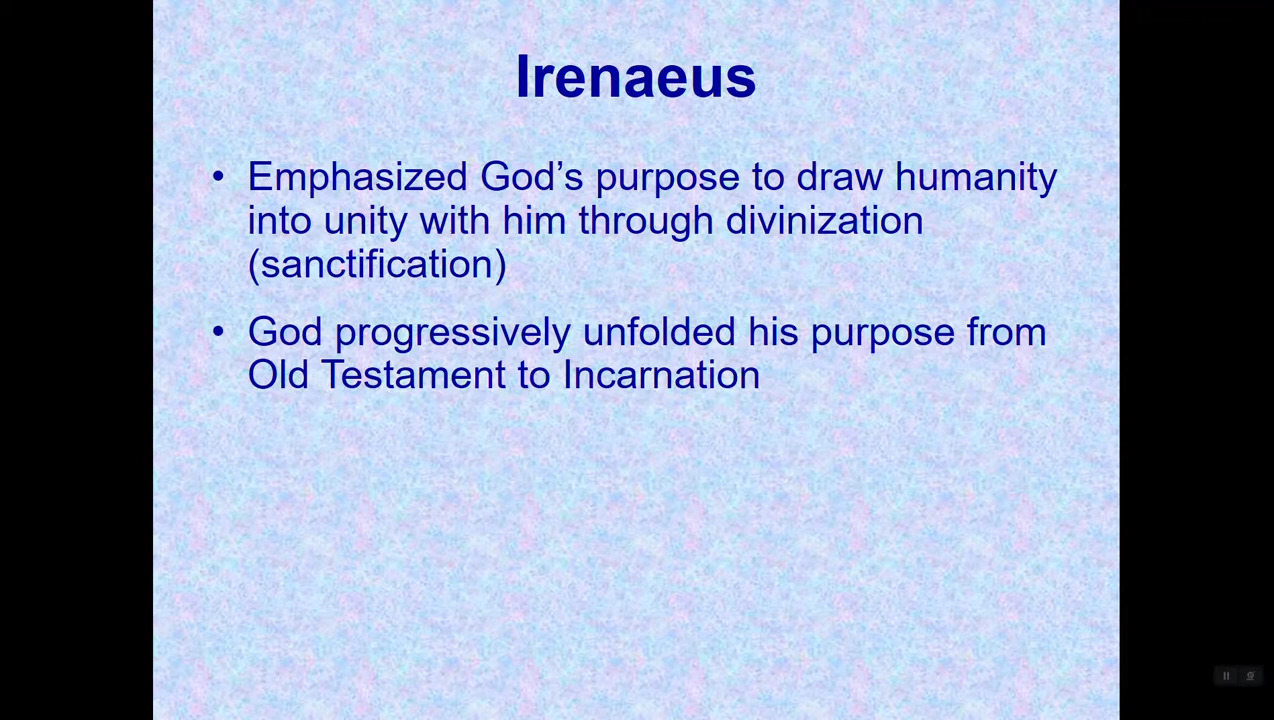 Irenaeus
• Emphasized God’s purpose to draw humanity
into unity with him through divinization
(sanctification)
• God progressively unfolded his purpose from
Old Testament to Incarnation